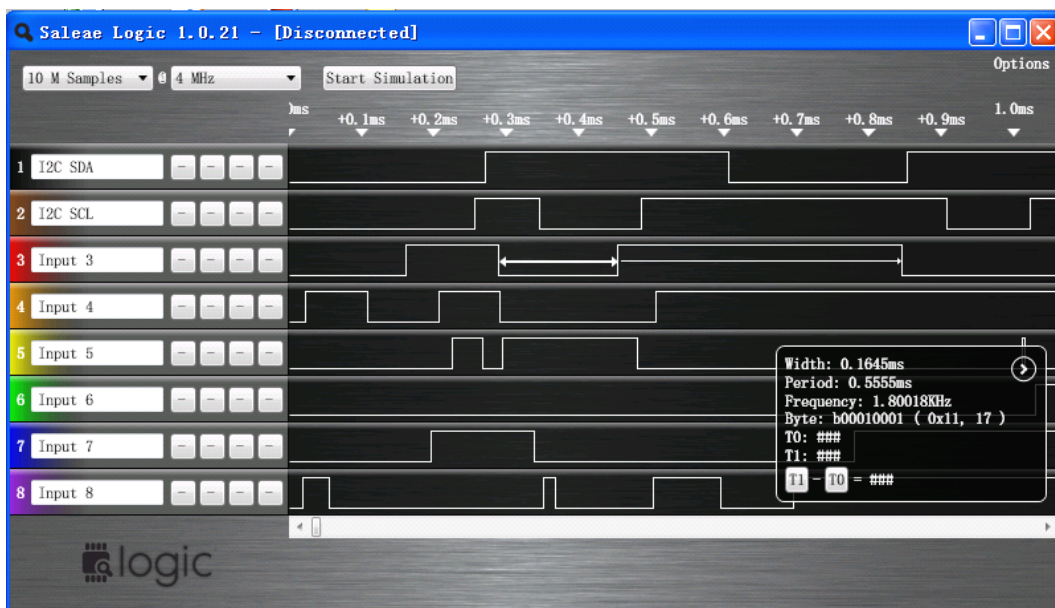 Saleae Logic 1.0.21 - [Disconnected]
10 M Samples @ 4 MHz Start Simulation Options
+0.1ms +0.2ms +0.3ms +0.4ms +0.5ms +0.6ms +0.7ms +0.8ms +0.9ms 1.0ms
1 I2C SDA - - - -
2 I2C SCL - - - -
3 Input 3 - - - -
4 Input 4 - - - -
5 Input 5 - - - -
6 Input 6 - - - -
7 Input 7 - - - -
8 Input 8 - - - -
Width: 0.1645ms
Period: 0.5555ms
Frequency: 1.80018KHz
Byte: b00010001 ( 0x11, 17 )
T0: ###
T1: ###
T1 - T0 = ###
logic